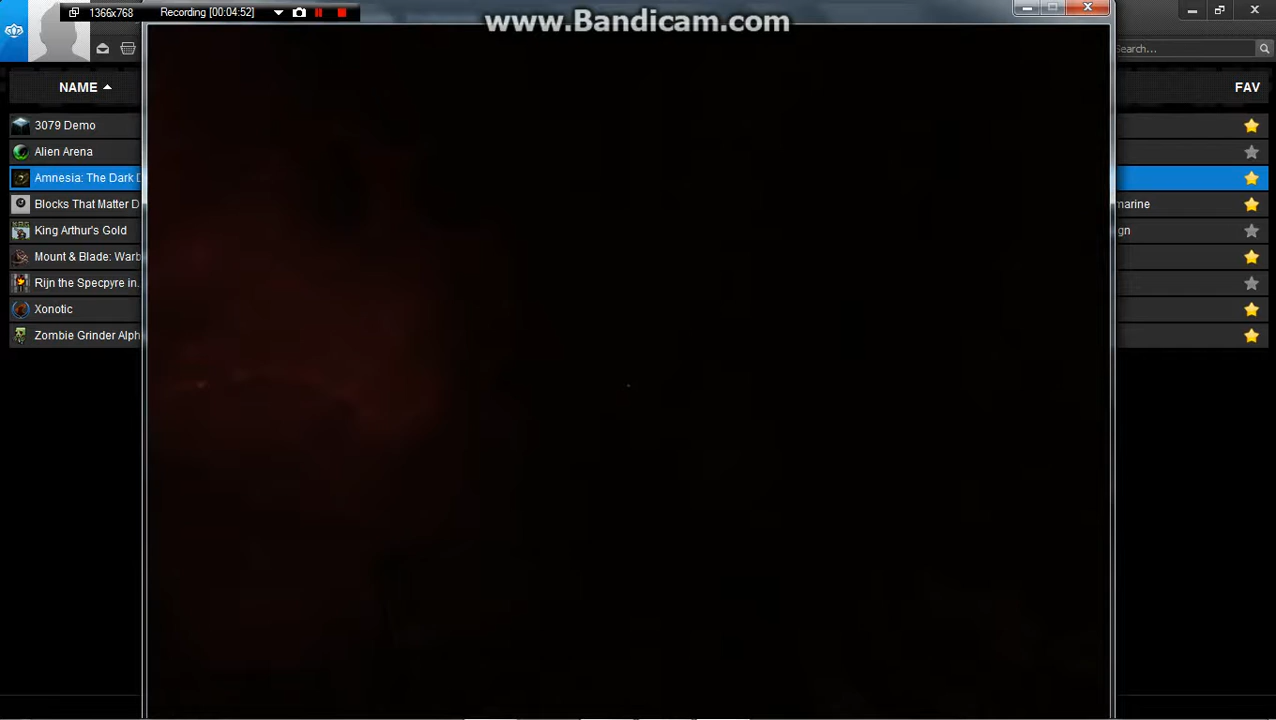 1366x768 Recording [00:04:52]
www.Bandicam.com
Search...
NAME
FAV
3079 Demo
Alien Arena
Amnesia: The Dark D
Blocks That Matter D
marine
King Arthur's Gold
gn
Mount & Blade: Warb
Rijn the Specpyre in...
Xonotic
Zombie Grinder Alph